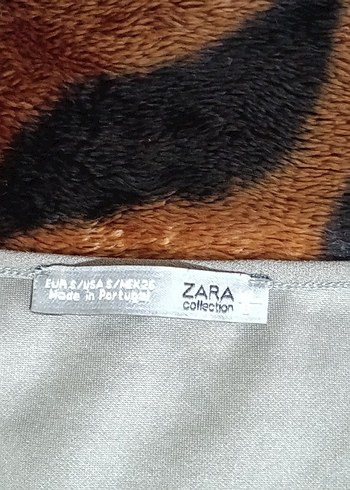 EUR S/USA S/MEX 26
Made in Portugal
ZARA
collection